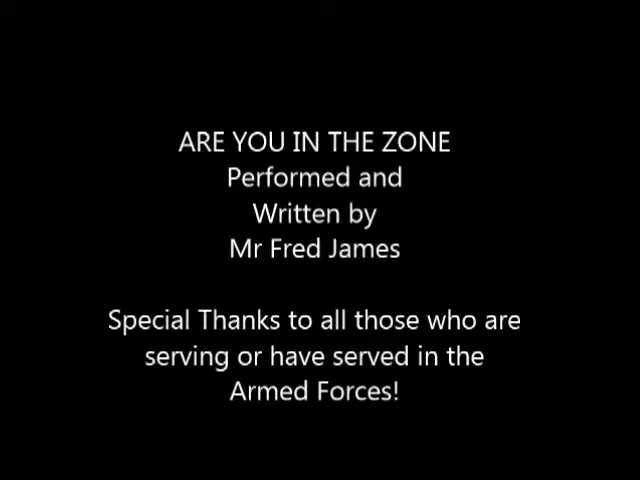 ARE YOU IN THE ZONE
Performed and
Written by
Mr Fred James
Special Thanks to all those who are
serving or have served in the
Armed Forces!